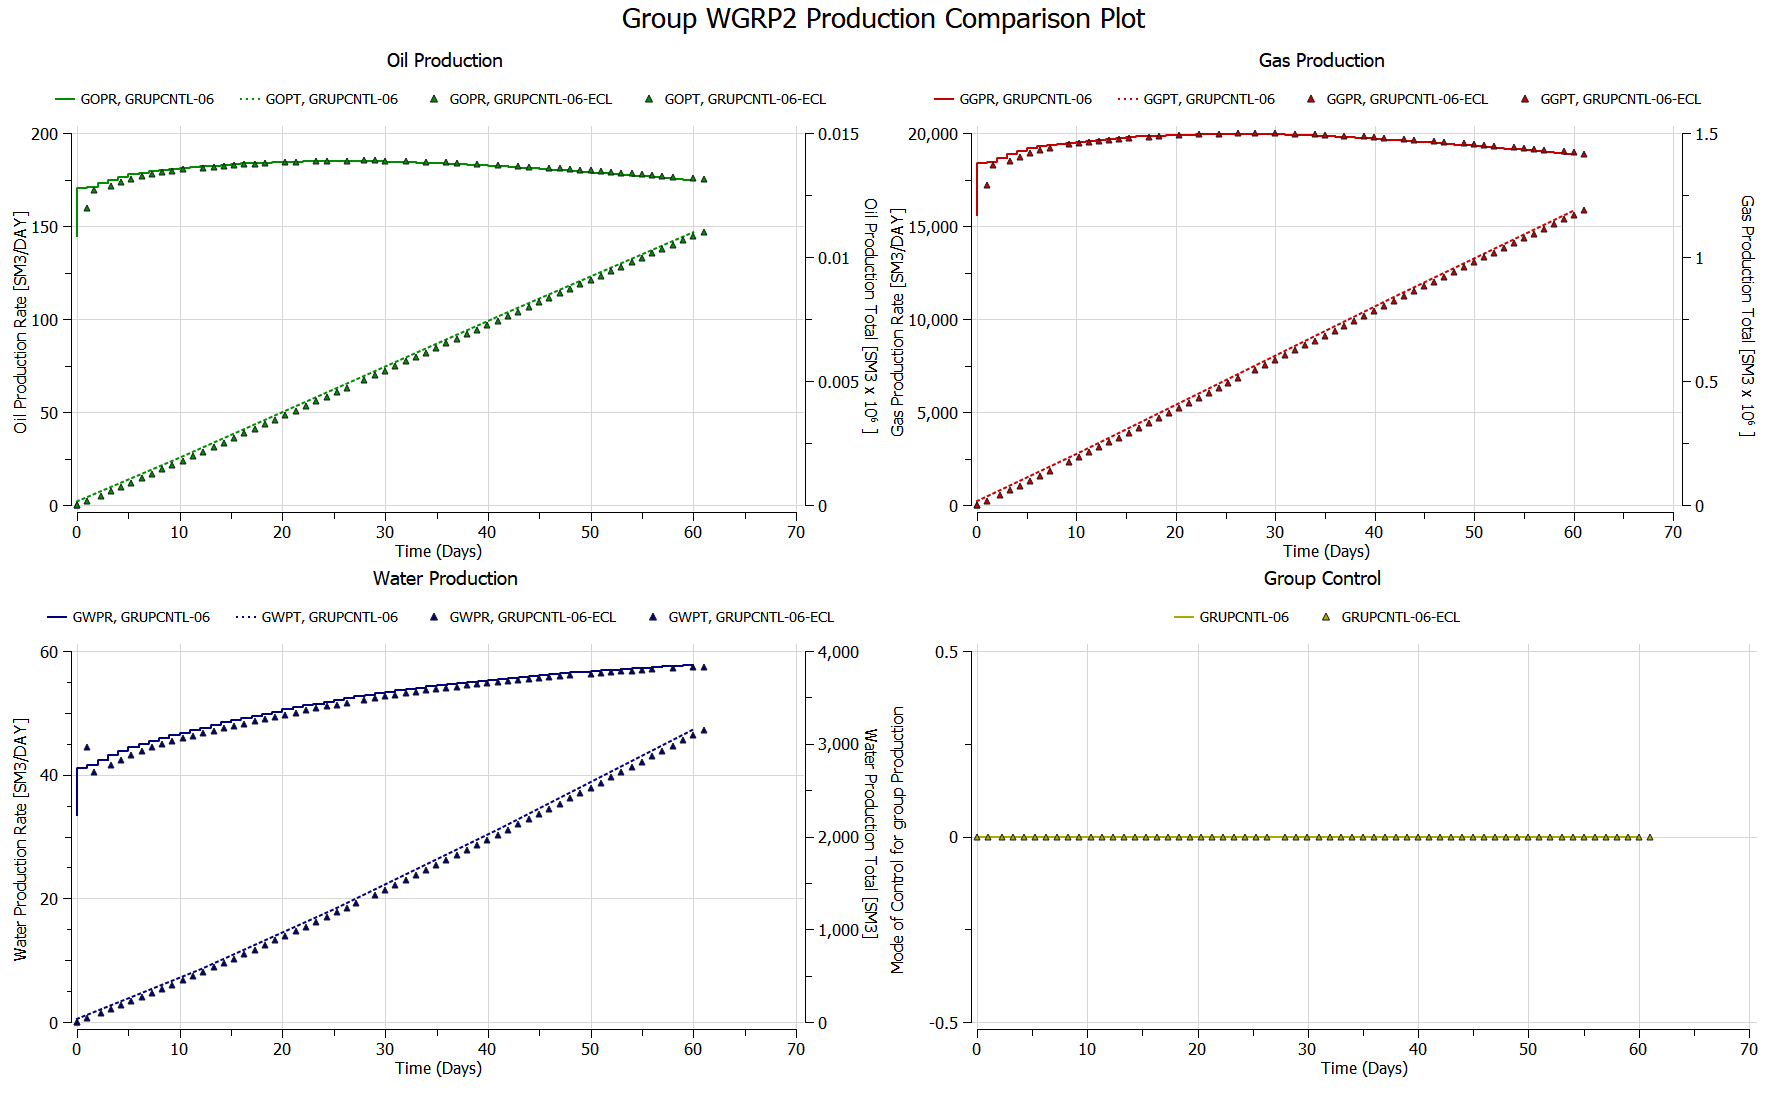 Group WGRP2 Production Comparison Plot
Oil Production
GOPR, GRUPCNTL-06 GOPT, GRUPCNTL-06 GOPR, GRUPCNTL-06-ECL GOPT, GRUPCNTL-06-ECL
200
150
100
50
0
Oil Production Rate [SM3/DAY]
0.015
0.01
0.005
0
Oil Production Total [SM3 x 10⁶ ]
0 10 20 30 40 50 60 70
Time (Days)
Gas Production
GGPR, GRUPCNTL-06 GGPT, GRUPCNTL-06 GGPR, GRUPCNTL-06-ECL GGPT, GRUPCNTL-06-ECL
20,000
15,000
10,000
5,000
0
Gas Production Rate [SM3/DAY]
1.5
1
0.5
0
Gas Production Total [SM3 x 10⁶ ]
0 10 20 30 40 50 60 70
Time (Days)
Water Production
GWPR, GRUPCNTL-06 GWPT, GRUPCNTL-06 GWPR, GRUPCNTL-06-ECL GWPT, GRUPCNTL-06-ECL
60
40
20
0
Water Production Rate [SM3/DAY]
4,000
3,000
2,000
1,000
0
Water Production Total [SM3]
0 10 20 30 40 50 60 70
Time (Days)
Group Control
GRUPCNTL-06 GRUPCNTL-06-ECL
0.5
0
-0.5
Mode of Control for group Production
0 10 20 30 40 50 60 70
Time (Days)